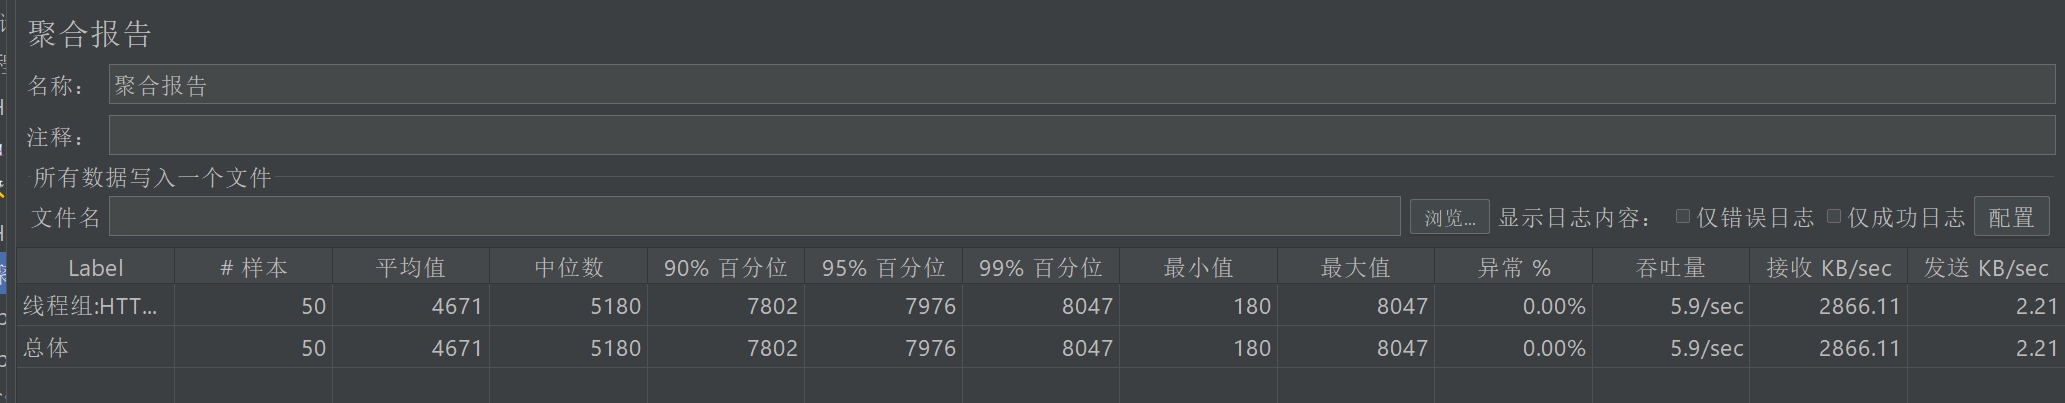 聚合报告
名称： 聚合报告
注释：
所有数据写入一个文件
文件名 浏览... 显示日志内容： 仅错误日志 仅成功日志 配置
Label # 样本 平均值 中位数 90% 百分位 95% 百分位 99% 百分位 最小值 最大值 异常 % 吞吐量 接收 KB/sec 发送 KB/sec
线程组:HTT... 50 4671 5180 7802 7976 8047 180 8047 0.00% 5.9/sec 2866.11 2.21
总体 50 4671 5180 7802 7976 8047 180 8047 0.00% 5.9/sec 2866.11 2.21